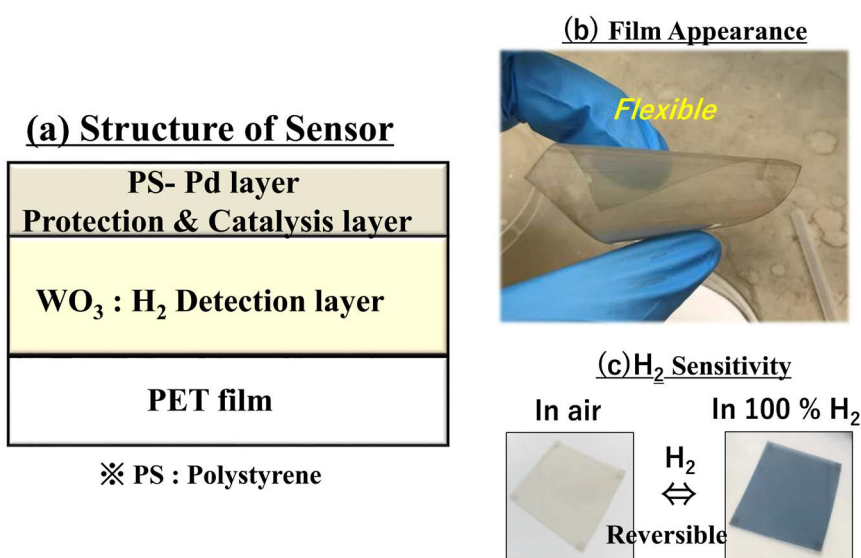 (a) Structure of Sensor
PS- Pd layer
Protection & Catalysis layer
WO₃ : H₂ Detection layer
PET film
※ PS : Polystyrene
(b) Film Appearance
Flexible
(c)H₂ Sensitivity
In air
In 100 % H₂
H₂
⇔
Reversible